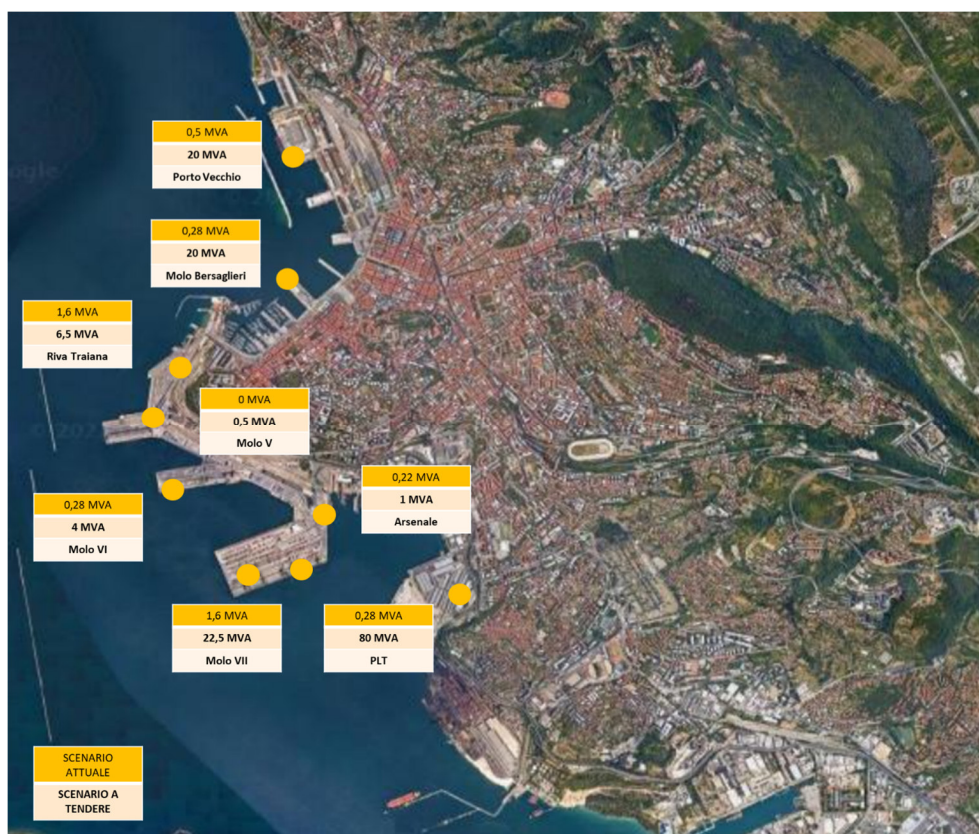 0,5 MVA
20 MVA
Porto Vecchio
0,28 MVA
20 MVA
Molo Bersaglieri
1,6 MVA
6,5 MVA
Riva Traiana
0 MVA
0,5 MVA
Molo V
0,22 MVA
1 MVA
Arsenale
0,28 MVA
4 MVA
Molo VI
1,6 MVA
22,5 MVA
Molo VII
0,28 MVA
80 MVA
PLT
SCENARIO
ATTUALE
SCENARIO A
TENDERE